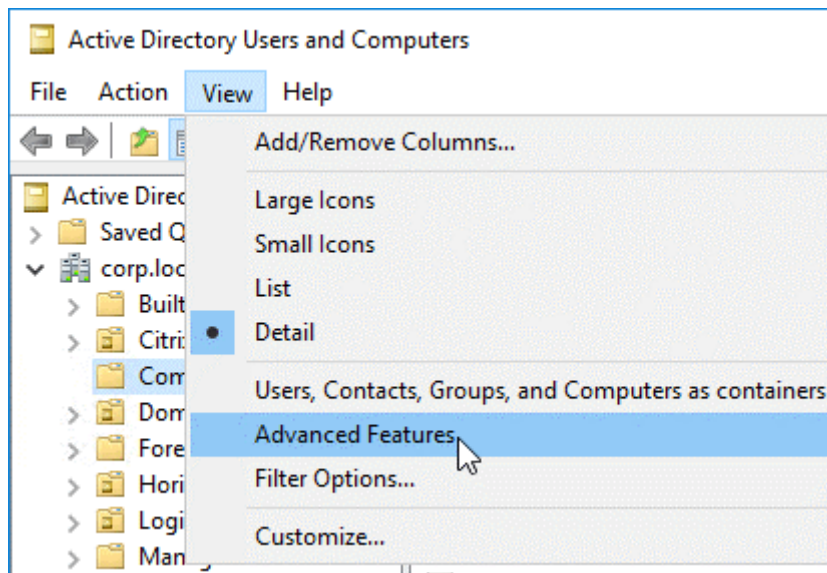 Active Directory Users and Computers
File Action View Help
Add/Remove Columns...
Active Direc
Large Icons
Saved Q
Small Icons
corp.loc
List
Built
Detail
Citri
Com
Users, Contacts, Groups, and Computers as containers
Dom
Advanced Features
Fore
Filter Options...
Hori
Logi
Customize...
Manag